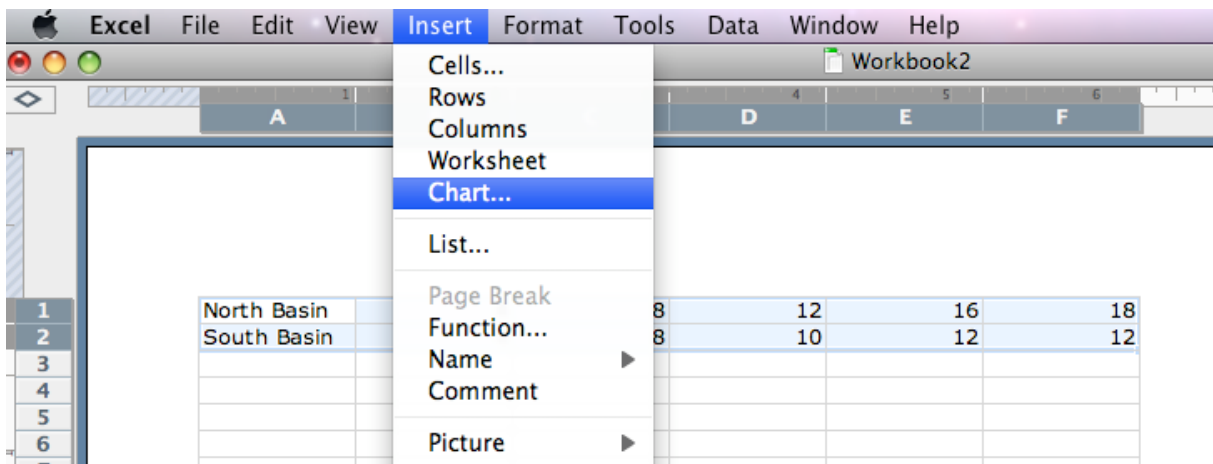 Excel File Edit View Insert Format Tools Data Window Help
Workbook2
Cells...
Rows
Columns
Worksheet
Chart...
List...
Page Break
Function...
Name
Comment
Picture
1 4 5 6
A D E F
1 North Basin 8 12 16 18
2 South Basin 8 10 12 12
3
4
5
6